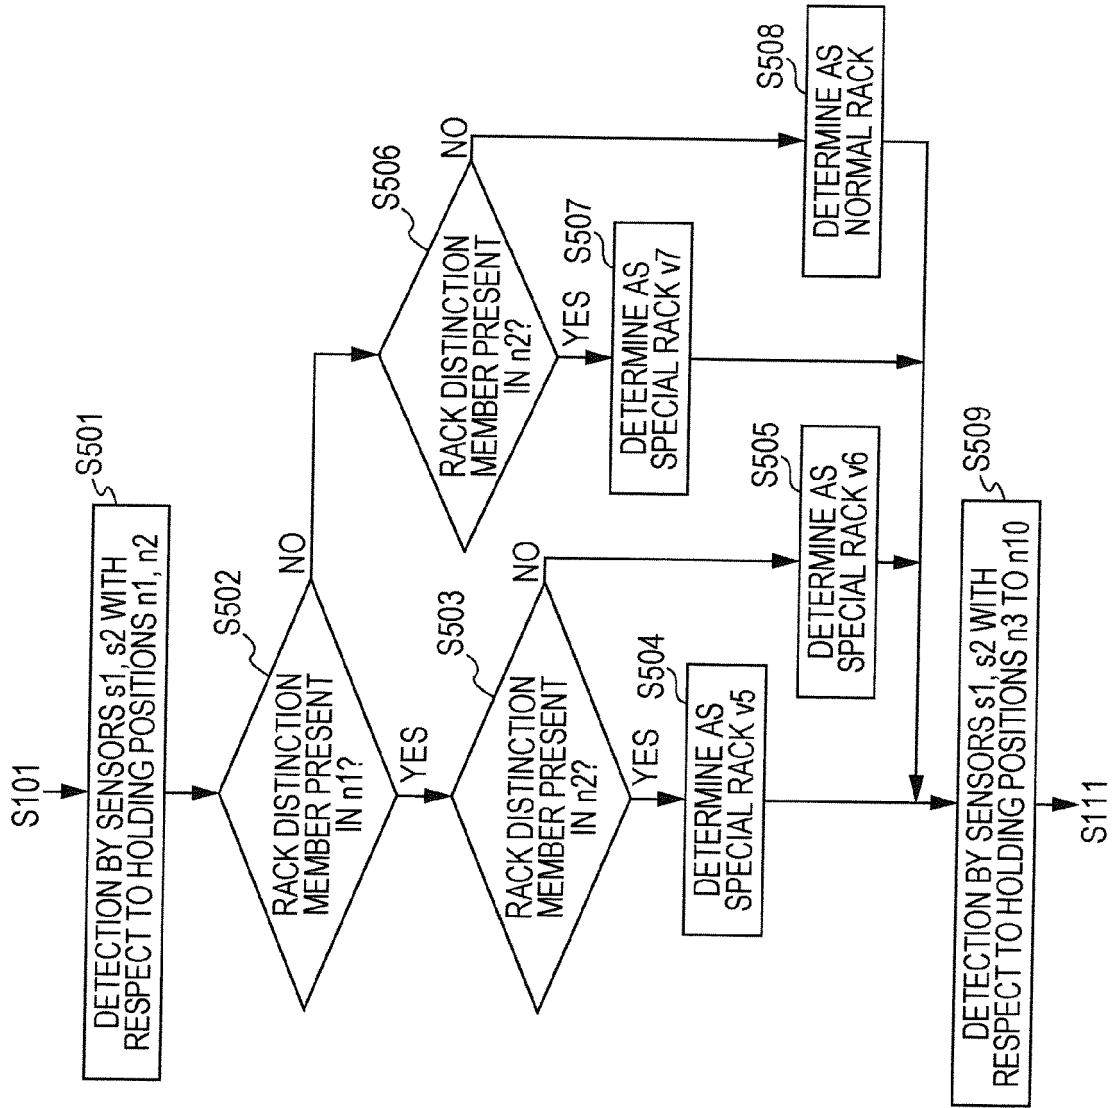 S101
S501
DETECTION BY SENSORS s1, s2 WITH
RESPECT TO HOLDING POSITIONS n1, n2
S502
RACK DISTINCTION
MEMBER PRESENT
IN n1?
NO
YES
S503
RACK DISTINCTION
MEMBER PRESENT
IN n2?
NO
YES
S504
DETERMINE AS
SPECIAL RACK v5
S505
DETERMINE AS
SPECIAL RACK v6
S506
RACK DISTINCTION
MEMBER PRESENT
IN n2?
NO
YES
S507
DETERMINE AS
SPECIAL RACK v7
S508
DETERMINE AS
NORMAL RACK
S509
DETECTION BY SENSORS s1, s2 WITH
RESPECT TO HOLDING POSITIONS n3 TO n10
S111